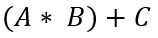 (A * B) + C